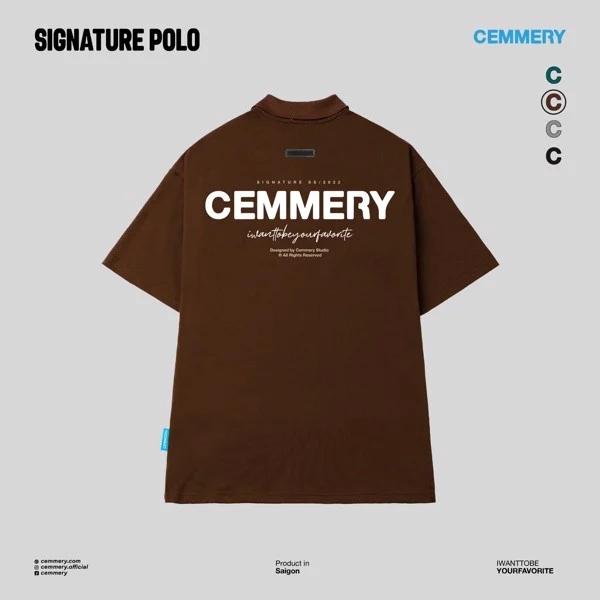 SIGNATURE POLO
CEMMERY
C
C
C
C
SIGNATURE 05/2022
CEMMERY
iwanttobeyourfavorite
Designed by Cemmery Studio
® All Rights Reserved
cemmery.com
cemmery.official
cemmery
Product in
Saigon
IWANTTOBE
YOURFAVORITE